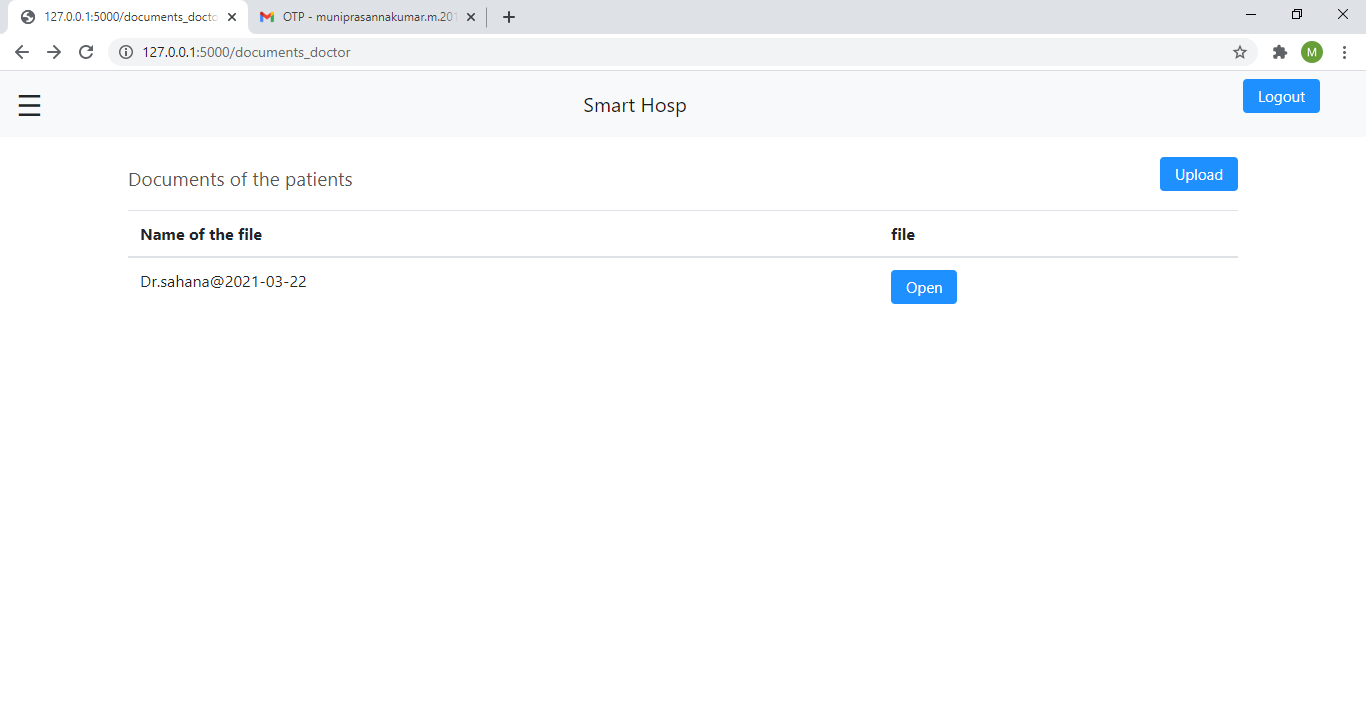 127.0.0.1:5000/documents_docto
OTP - muniprasannakumar.m.201
127.0.0.1:5000/documents_doctor
M
Smart Hosp
Logout
Documents of the patients
Upload
Name of the file file
Dr.sahana@2021-03-22
Open